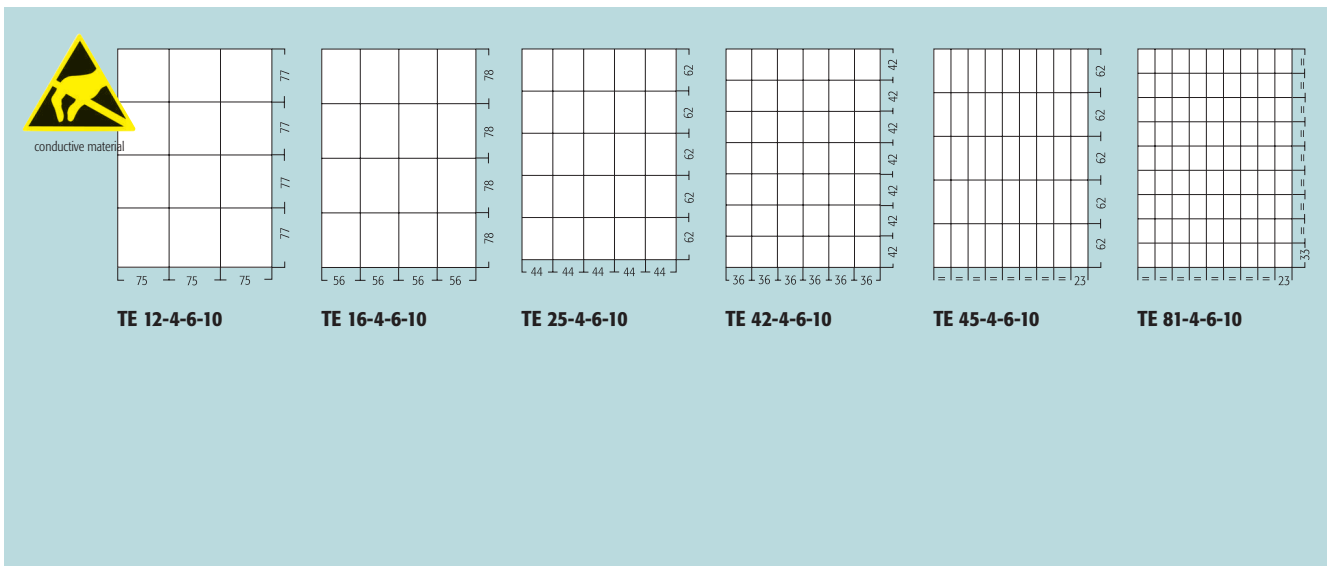 conductive material
77
77
77
77
75 75 75
TE 12-4-6-10
78
78
78
78
56 56 56 56
TE 16-4-6-10
62
62
62
62
62
44 44 44 44 44
TE 25-4-6-10
42
42
42
42
42
42
42
36 36 36 36 36 36
TE 42-4-6-10
62
62
62
62
62
= = = = = = = = 23
TE 45-4-6-10
=
=
=
=
=
=
=
=
33
= = = = = = = = 23
TE 81-4-6-10